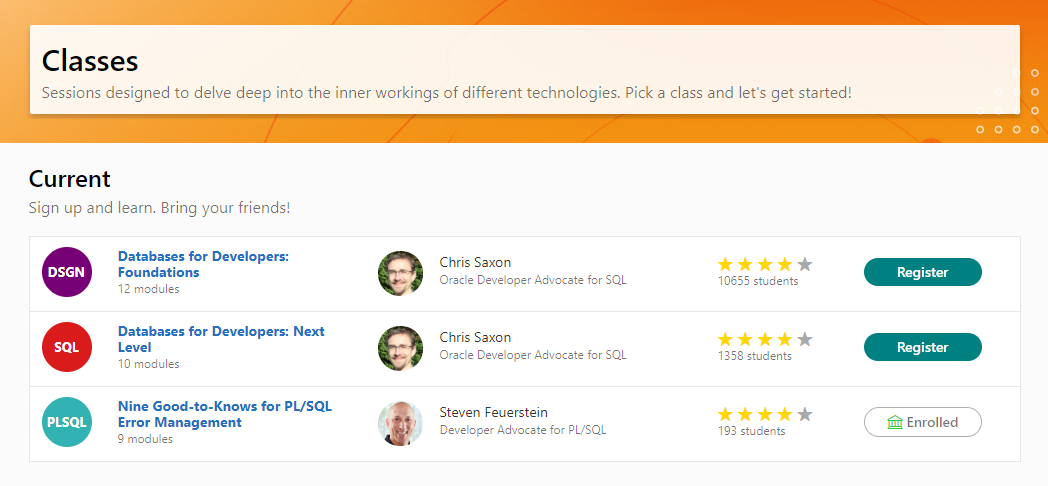 Classes
Sessions designed to delve deep into the inner workings of different technologies. Pick a class and let's get started!
Current
Sign up and learn. Bring your friends!
DSGN
Databases for Developers:
Foundations
12 modules
Chris Saxon
Oracle Developer Advocate for SQL
10655 students
Register
SQL
Databases for Developers: Next
Level
10 modules
Chris Saxon
Oracle Developer Advocate for SQL
1358 students
Register
PLSQL
Nine Good-to-Knows for PL/SQL
Error Management
9 modules
Steven Feuerstein
Developer Advocate for PL/SQL
193 students
Enrolled